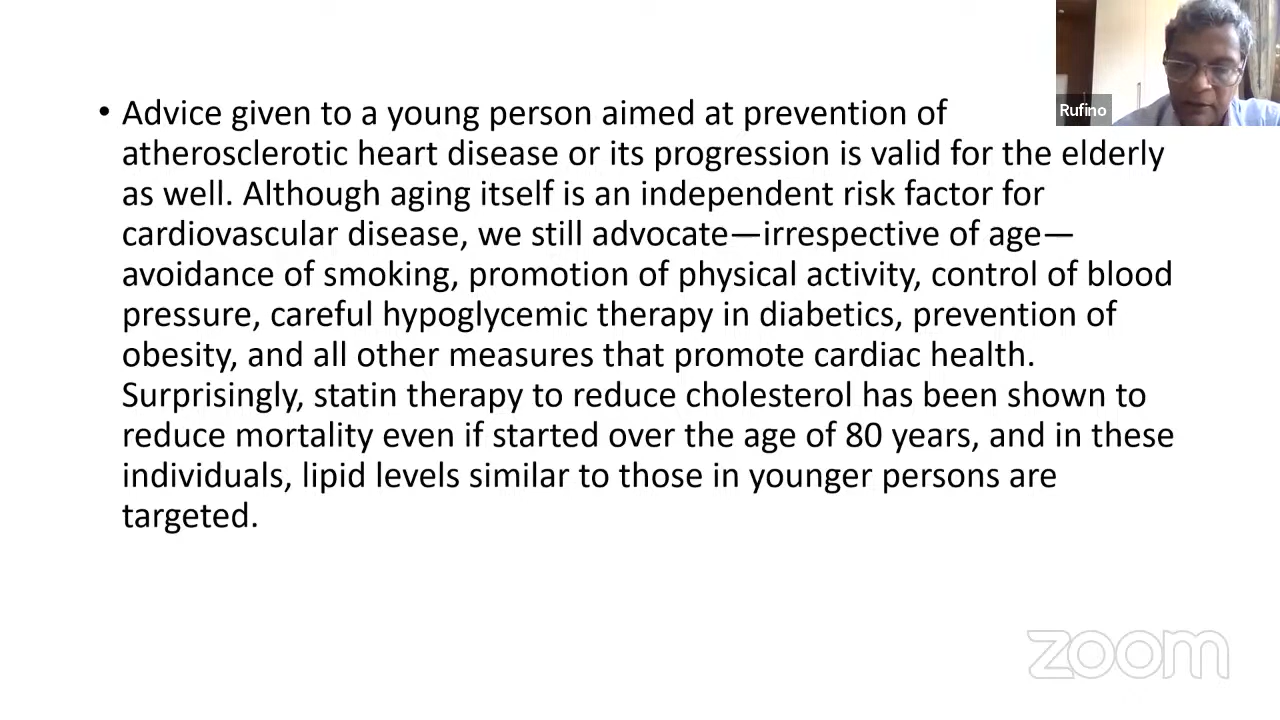 • Advice given to a young person aimed at prevention of
atherosclerotic heart disease or its progression is valid for the elderly
as well. Although aging itself is an independent risk factor for
cardiovascular disease, we still advocate—irrespective of age—
avoidance of smoking, promotion of physical activity, control of blood
pressure, careful hypoglycemic therapy in diabetics, prevention of
obesity, and all other measures that promote cardiac health.
Surprisingly, statin therapy to reduce cholesterol has been shown to
reduce mortality even if started over the age of 80 years, and in these
individuals, lipid levels similar to those in younger persons are
targeted.
Rufino
zoom